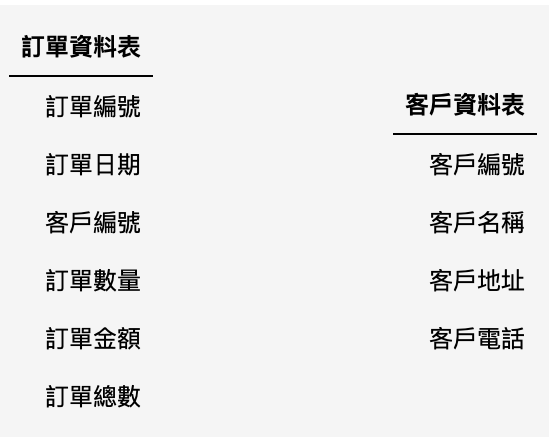 訂單資料表
訂單編號
訂單日期
客戶編號
訂單數量
訂單金額
訂單總數
客戶資料表
客戶編號
客戶名稱
客戶地址
客戶電話